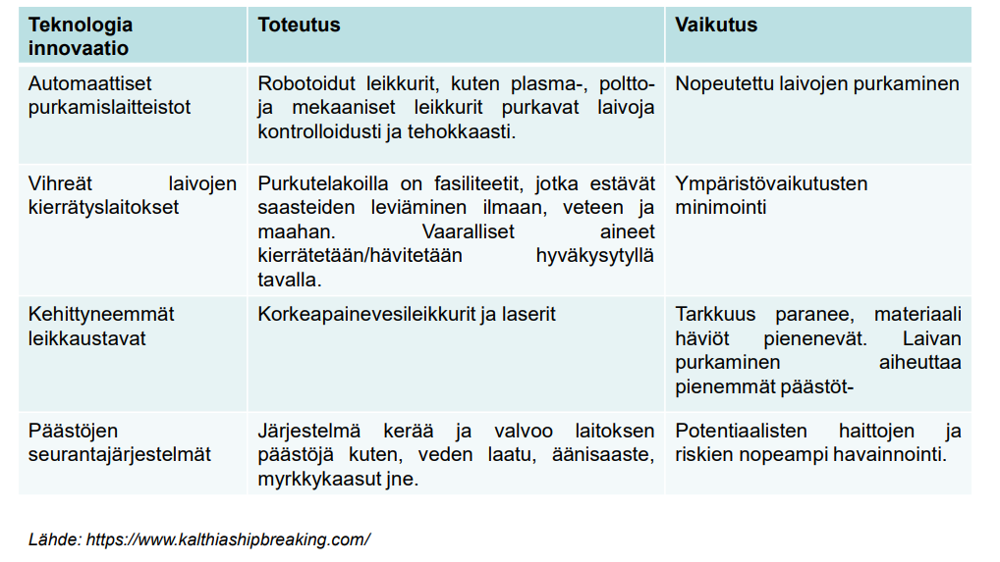 Teknologia
innovaatio
Toteutus
Vaikutus
Automaattiset
purkamislaitteistot
Robotoidut leikkurit, kuten plasma-, poltto-
ja mekaaniset leikkurit purkavat laivoja
kontrolloidusti ja tehokkaasti.
Nopeutettu laivojen purkaminen
Vihreät laivojen
kierrätyslaitokset
Purkutelakoilla on fasiliteetit, jotka estävät
saasteiden leviäminen ilmaan, veteen ja
maahan. Vaaralliset aineet
kierrätetään/hävitetään hyväkysytyllä
tavalla.
Ympäristövaikutusten
minimointi
Kehittyneemmät
leikkaustavat
Korkeapainevesileikkurit ja laserit
Tarkkuus paranee, materiaali
häviöt pienenevät. Laivan
purkaminen aiheuttaa
pienemmät päästöt-
Päästöjen
seurantajärjestelmät
Järjestelmä kerää ja valvoo laitoksen
päästöjä kuten, veden laatu, äänisaaste,
myrkkykaasut jne.
Potentiaalisten haittojen ja
riskien nopeampi havainnointi.
Lähde: https://www.kalthiashipbreaking.com/